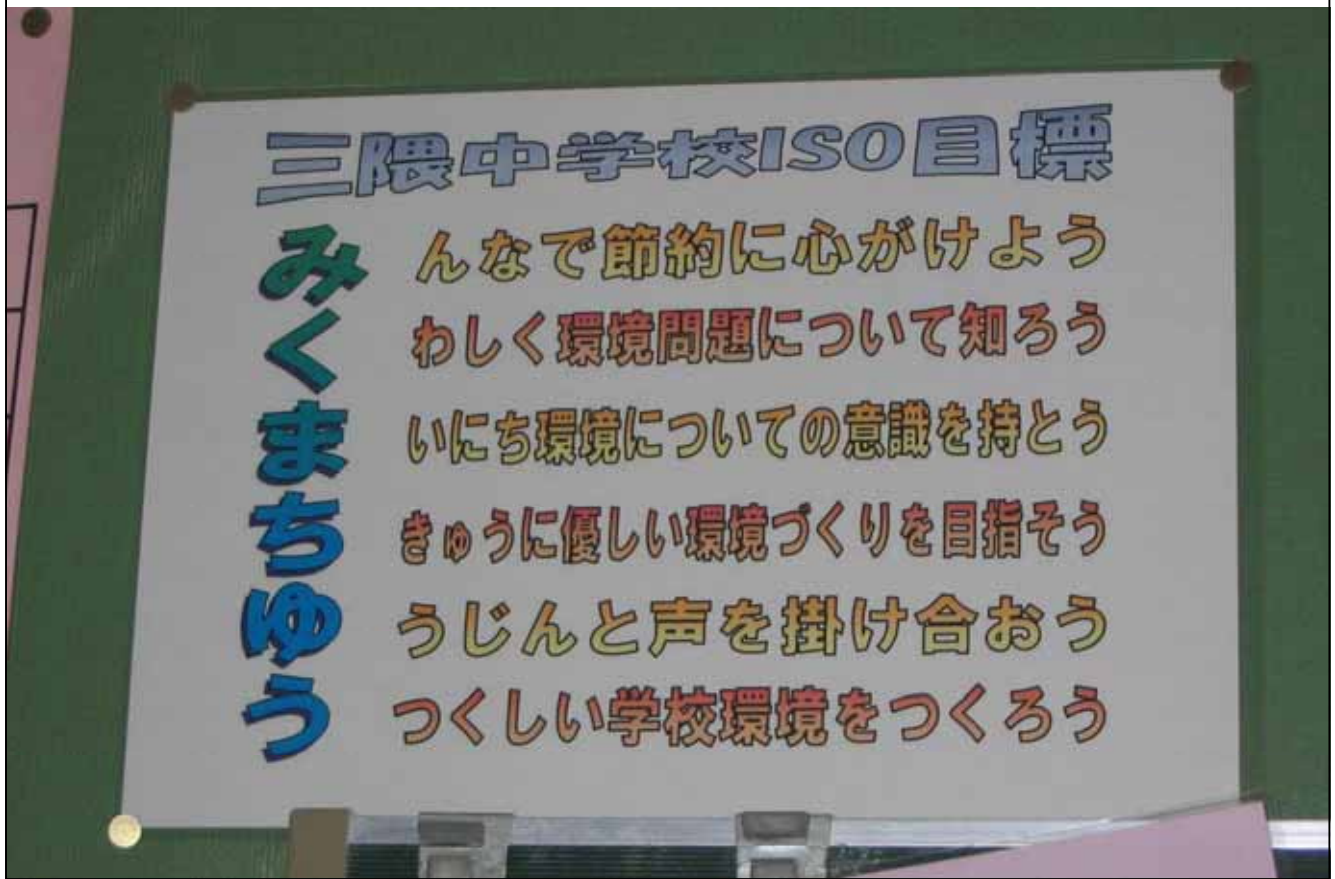 三隈中学校ISO目標
みんなで節約に心がけよう
くわしく環境問題について知ろう
まいにち環境についての意識を持とう
ちきゅうに優しい環境づくりを目指そう
ゆうじんと声を掛け合おう
うつくしい学校環境をつくろう